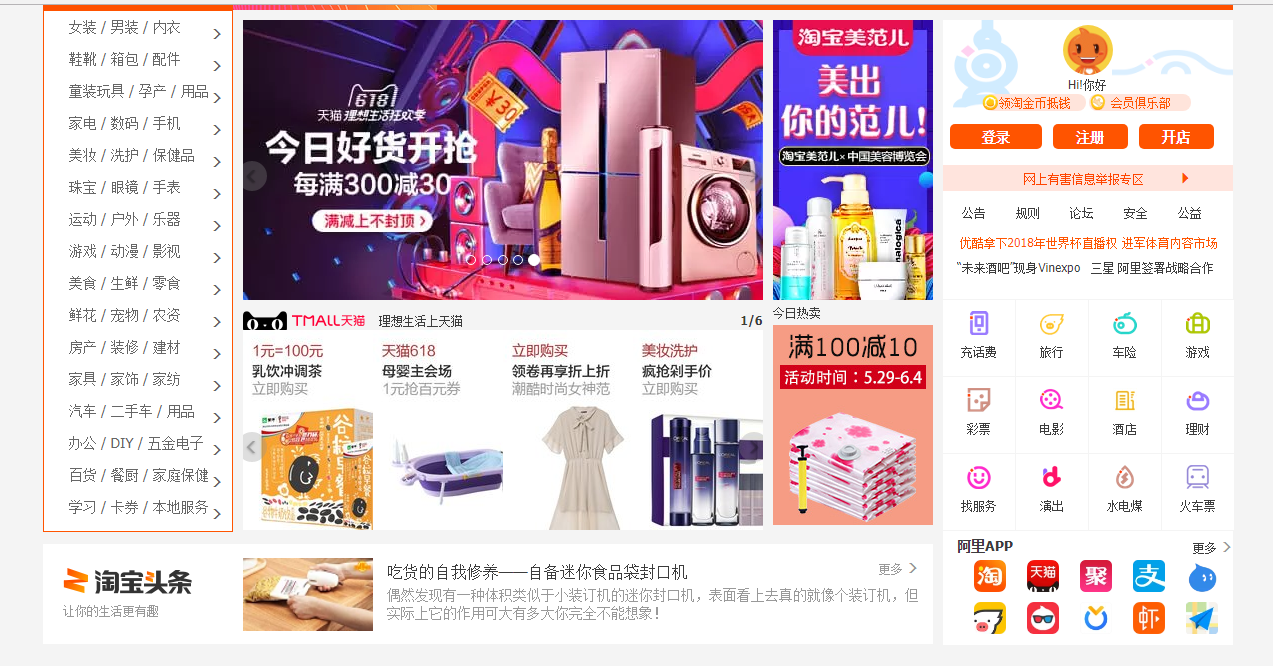 女装 / 男装 / 内衣
鞋靴 / 箱包 / 配件
童装玩具 / 孕产 / 用品
家电 / 数码 / 手机
美妆 / 洗护 / 保健品
珠宝 / 眼镜 / 手表
运动 / 户外 / 乐器
游戏 / 动漫 / 影视
美食 / 生鲜 / 零食
鲜花 / 宠物 / 农资
房产 / 装修 / 建材
家具 / 家饰 / 家纺
汽车 / 二手车 / 用品
办公 / DIY / 五金电子
百货 / 餐厨 / 家庭保健
学习 / 卡券 / 本地服务
618
天猫 理想生活狂欢季
今日好货开抢
每满300减30
满减上不封顶
¥30
淘宝美范儿
美出
你的范儿!
淘宝美范儿×中国美容博览会
Hi!你好
领淘金币抵钱 会员俱乐部
登录 注册 开店
网上有害信息举报专区
公告 规则 论坛 安全 公益
优酷拿下2018年世界杯直播权 进军体育内容市场
“未来酒吧”现身Vinexpo 三星 阿里签署战略合作
TMALL天猫 理想生活上天猫 1/6
1元=100元 天猫618 立即购买 美妆洗护
乳饮冲调茶 母婴主会场 领卷再享折上折 疯抢剁手价
立即购买 1元抢百元券 潮酷时尚女神范 立即购买
今日热卖
满100减10
活动时间：5.29-6.4
充话费 旅行 车险 游戏
彩票 电影 酒店 理财
找服务 演出 水电煤 火车票
阿里APP 更多
淘 天猫 聚 支
虾
淘宝头条
让你的生活更有趣
吃货的自我修养——自备迷你食品袋封口机 更多
偶然发现有一种体积类似于小装订机的迷你封口机，表面看上去真的就像个装订机，但
实际上它的作用可大有多大你完全不能想象！